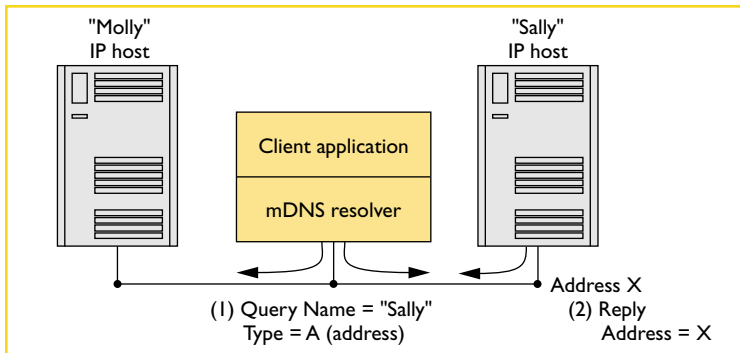 "Molly"
IP host
"Sally"
IP host
Client application
mDNS resolver
Address X
(1) Query Name = "Sally"
Type = A (address)
(2) Reply
Address = X